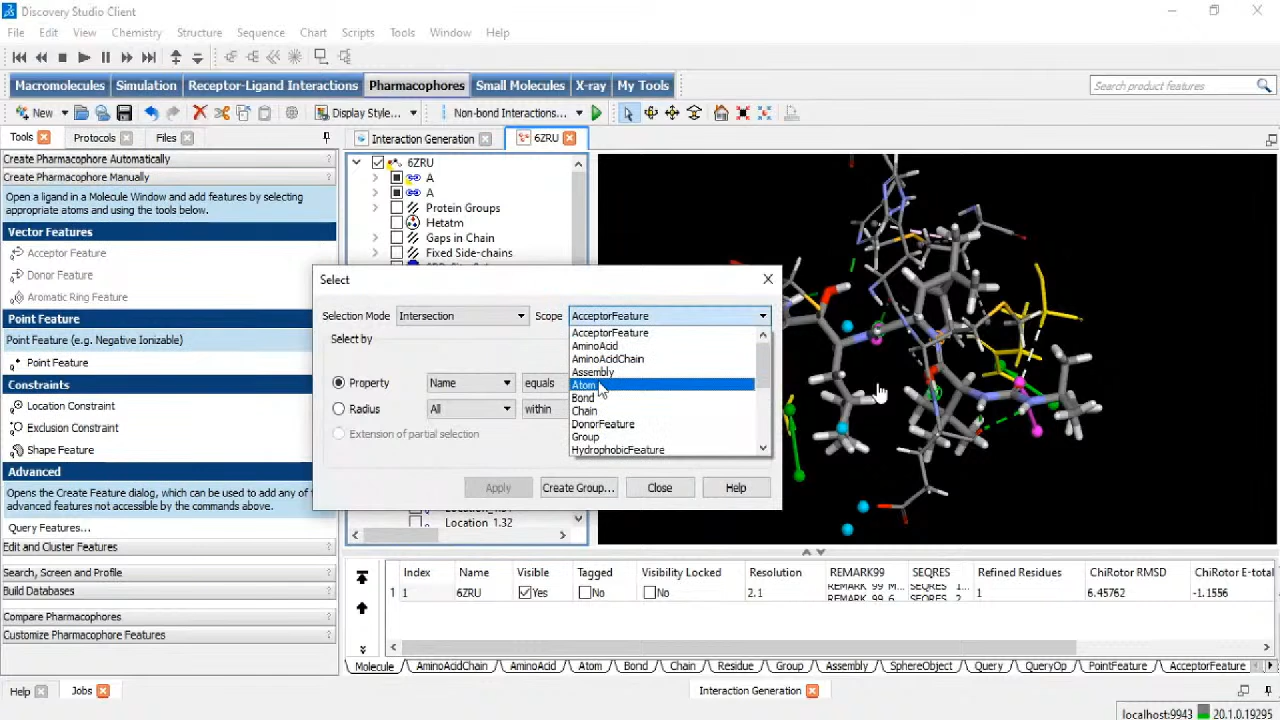 Discovery Studio Client
File Edit View Chemistry Structure Sequence Chart Scripts Tools Window Help
Macromolecules Simulation Receptor-Ligand Interactions Pharmacophores Small Molecules X-ray My Tools
Search product features
New Display Style... Non-bond Interactions...
Tools Protocols Files
Interaction Generation 6ZRU
Create Pharmacophore Automatically ?
Create Pharmacophore Manually ?
Open a ligand in a Molecule Window and add features by selecting
appropriate atoms and using the tools below.
Vector Features
Acceptor Feature
Donor Feature
Aromatic Ring Feature
Point Feature
Point Feature (e.g. Negative Ionizable)
Point Feature
Constraints
Location Constraint
Exclusion Constraint
Shape Feature
Advanced
Opens the Create Feature dialog, which can be used to add any of
advanced features not accessible by the commands above.
Query Features...
Edit and Cluster Features ?
Search, Screen and Profile ?
Build Databases ?
Compare Pharmacophores ?
Customize Pharmacophore Features ?
6ZRU
A
A
Protein Groups
Hetatm
Gaps in Chain
Fixed Side-chains
Select
Selection Mode Intersection Scope AcceptorFeature
Select by
Property Name equals
Radius All within
Extension of partial selection
AcceptorFeature
AminoAcid
AminoAcidChain
Assembly
Atom
Bond
Chain
DonorFeature
Group
HydrophobicFeature
Apply Create Group... Close Help
Location_1.32
Index Name Visible Tagged Visibility Locked Resolution REMARK99 SEQRES Refined Residues ChiRotor RMSD ChiRotor E-total
1 1 6ZRU Yes No No 2.1 REMARK 99 M... SEQRES 1... 1 6.45762 -1.1556
REMARK 99 6 SEQRES 2
Molecule AminoAcidChain AminoAcid Atom Bond Chain Residue Group Assembly SphereObject Query QueryOp PointFeature AcceptorFeature
Help Jobs Interaction Generation
localhost:9943 20.1.0.19295